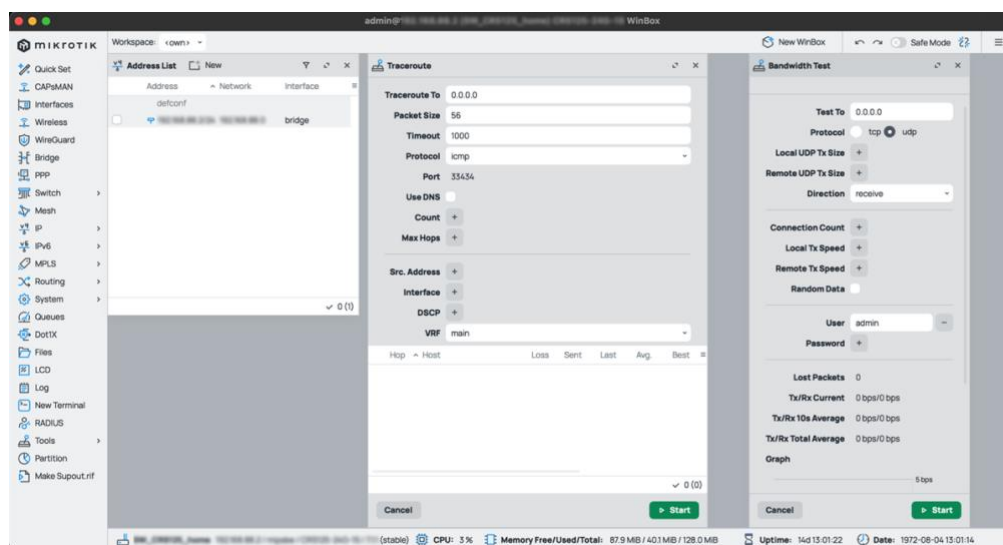 admin@ WinBox
MikroTik
Workspace: <own>
New WinBox
Safe Mode
Quick Set
CAPsMAN
Interfaces
Wireless
WireGuard
Bridge
PPP
Switch
Mesh
IP
IPv6
MPLS
Routing
System
Queues
Dot1X
Files
LCD
Log
New Terminal
RADIUS
Tools
Partition
Make Supout.rif
Address List New
Address Network Interface
defconf
bridge
0 (1)
Traceroute
Traceroute To 0.0.0.0
Packet Size 56
Timeout 1000
Protocol icmp
Port 33434
Use DNS
Count +
Max Hops +
Src. Address +
Interface +
DSCP +
VRF main
Hop Host Loss Sent Last Avg. Best
0 (0)
Cancel Start
Bandwidth Test
Test To 0.0.0.0
Protocol tcp udp
Local UDP Tx Size +
Remote UDP Tx Size +
Direction receive
Connection Count +
Local Tx Speed +
Remote Tx Speed +
Random Data
User admin -
Password +
Lost Packets 0
Tx/Rx Current 0 bps/0 bps
Tx/Rx 10s Average 0 bps/0 bps
Tx/Rx Total Average 0 bps/0 bps
Graph
5 bps
Cancel Start
(stable) CPU: 3% Memory Free/Used/Total: 87.9 MiB / 40.1 MiB / 128.0 MiB Uptime: 14d 13:01:22 Date: 1972-08-04 13:01:14